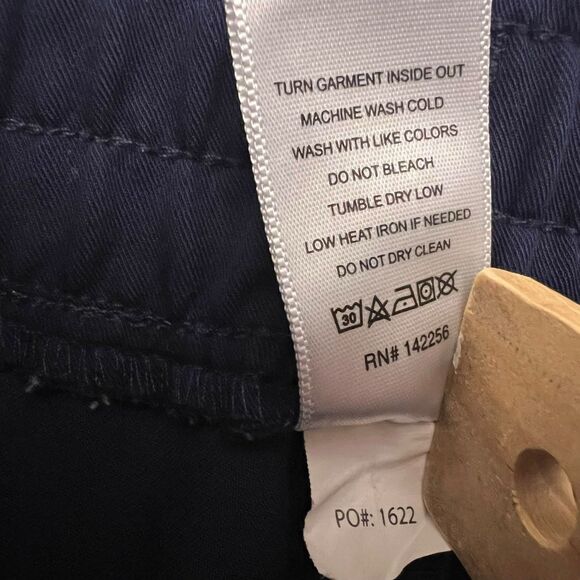 TURN GARMENT INSIDE OUT
MACHINE WASH COLD
WASH WITH LIKE COLORS
DO NOT BLEACH
TUMBLE DRY LOW
LOW HEAT IRON IF NEEDED
DO NOT DRY CLEAN
30
RN# 142256
PO#: 1622